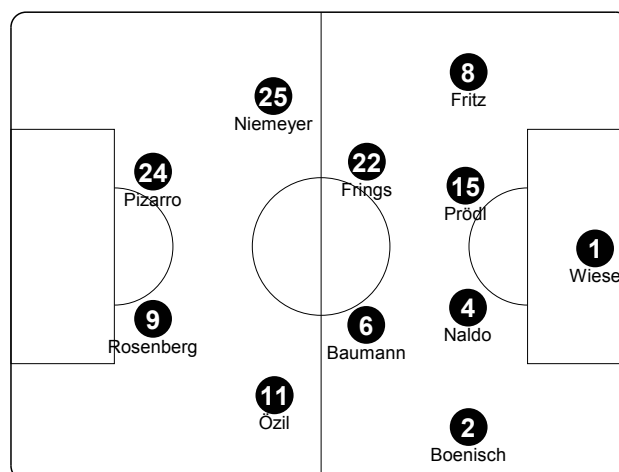 8
Fritz
25
Niemeyer
22
Frings
24
Pizarro
15
Prödl
1
Wiese
4
Naldo
9
Rosenberg
6
Baumann
11
Özil
2
Boenisch